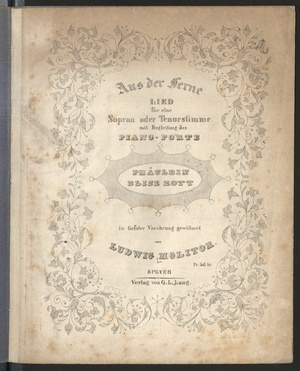 Aus der Ferne
LIED
für eine
Sopran oder Tenorstimme
mit Begleitung des
PIANO-FORTE
FRÄULEIN
ELISE ROTT
in tiefster Verehrung gewidmet
von
LUDWIG MOLITOR
SPEYER
Verlag von G. L. Lang.